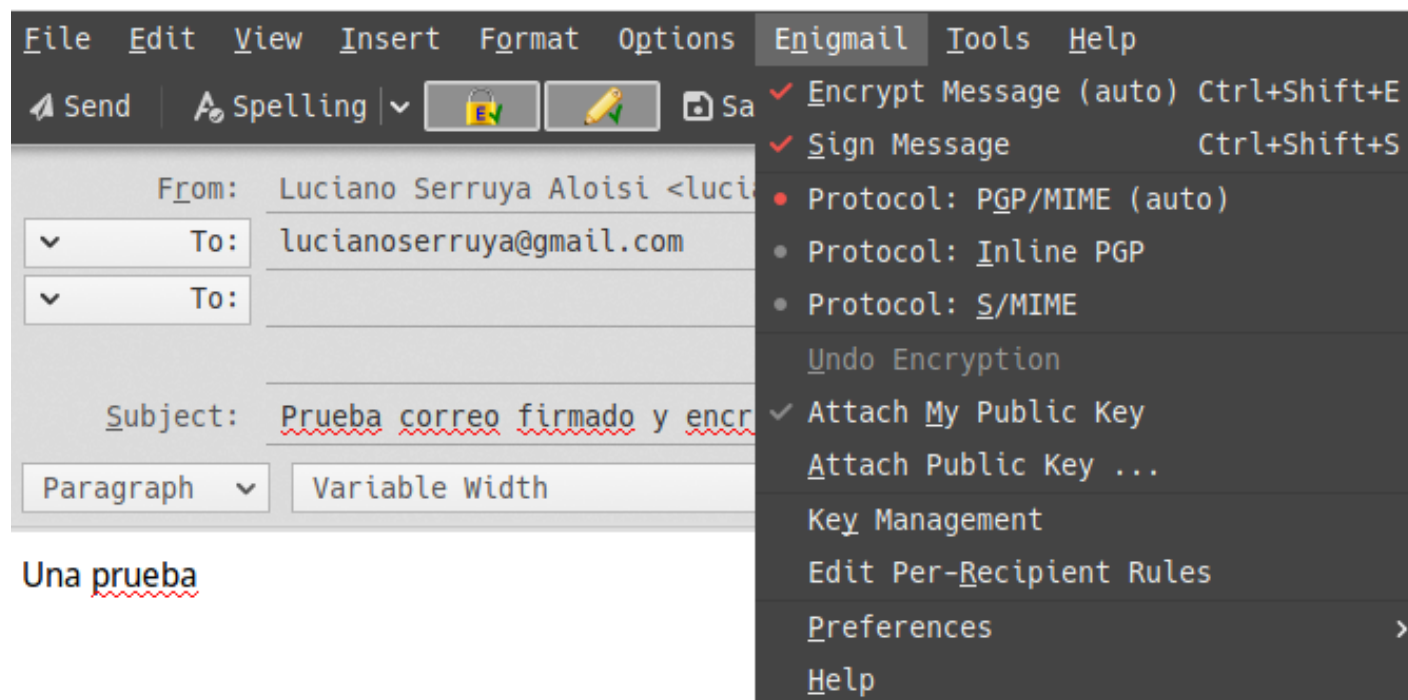 File Edit View Insert Format Options Enigmail Tools Help
Send Spelling E Sa
Encrypt Message (auto) Ctrl+Shift+E
Sign Message Ctrl+Shift+S
From: Luciano Serruya Aloisi <lucia
Protocol: PGP/MIME (auto)
To: lucianoserruya@gmail.com
Protocol: Inline PGP
To:
Protocol: S/MIME
Undo Encryption
Subject: Prueba correo firmado y encr
Attach My Public Key
Attach Public Key ...
Paragraph Variable Width
Key Management
Una prueba
Edit Per-Recipient Rules
Preferences
Help